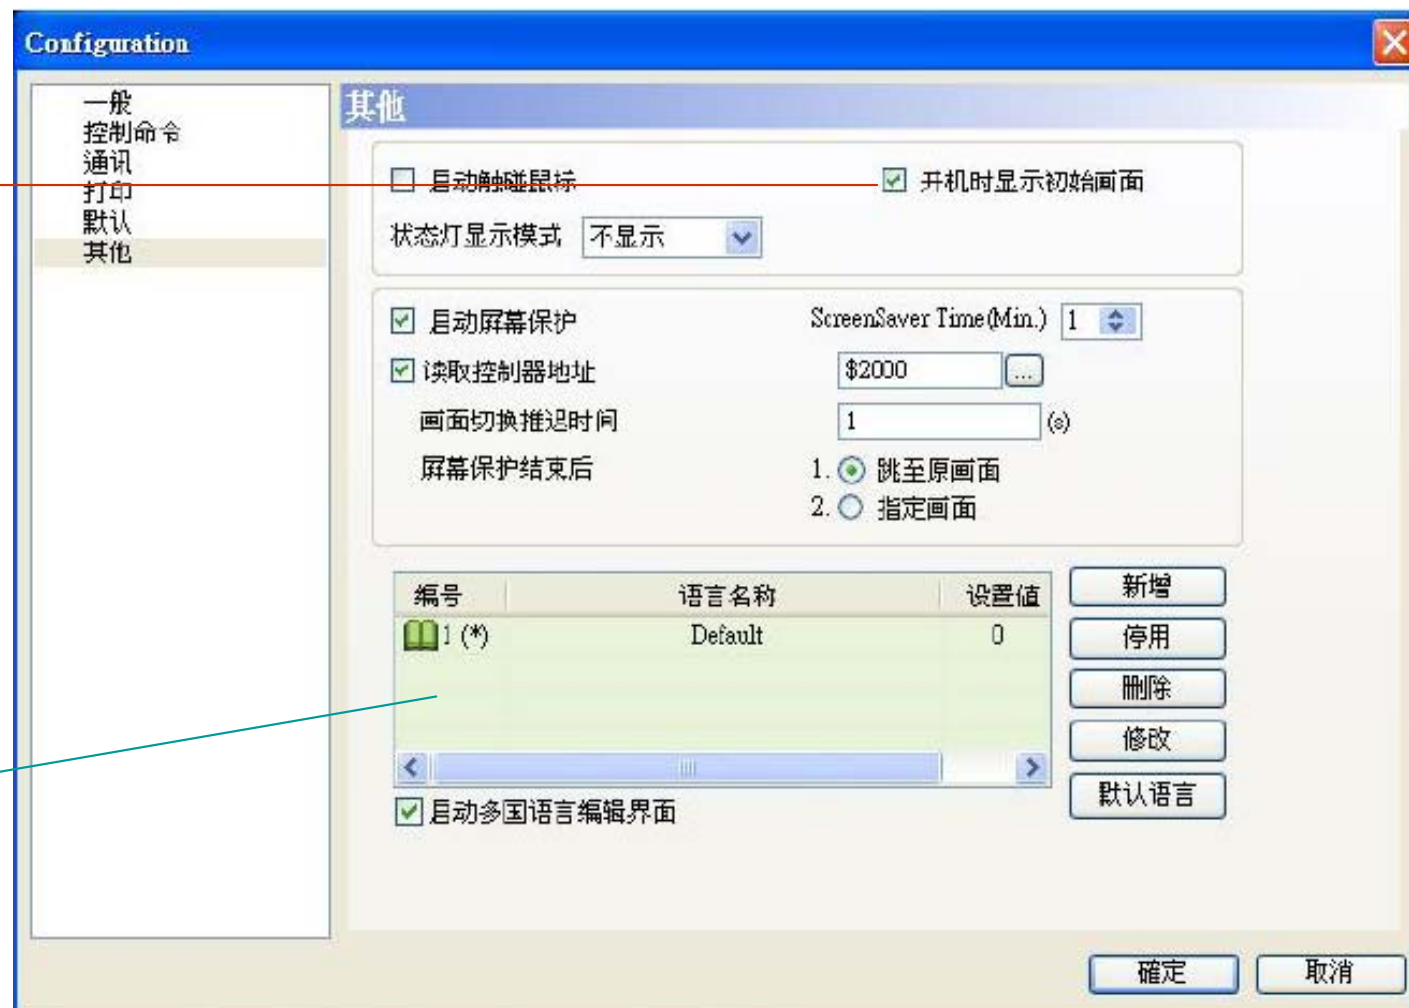 Configuration
一般
控制命令
通讯
打印
默认
其他
其他
启动触碰鼠标 开机时显示初始画面
状态灯显示模式 不显示
启动屏幕保护 ScreenSaver Time(Min.) 1
读取控制器地址 $2000 ...
画面切换推迟时间 1 (s)
屏幕保护结束后 1. 跳至原画面
2. 指定画面
编号 语言名称 设置值
1 (*) Default 0
新增
停用
删除
修改
默认语言
启动多国语言编辑界面
確定 取消